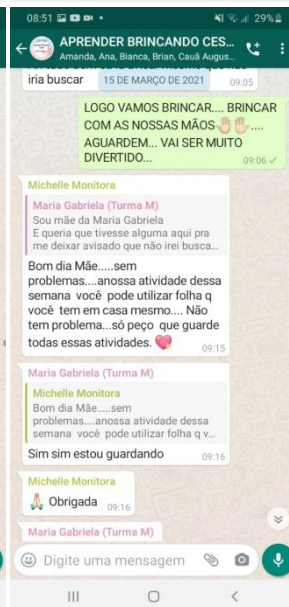 08:51
29%
APRENDER BRINCANDO CES...
Amanda, Ana, Bianca, Brian, Cauã Augus...
iria buscar
15 DE MARÇO DE 2021
09:05
LOGO VAMOS BRINCAR.... BRINCAR
COM AS NOSSAS MÃOS🤚🖐️....
AGUARDEM... VAI SER MUITO
DIVERTIDO...
09:06
Michelle Monitora
Maria Gabriela (Turma M)
Sou mãe da Maria Gabriela
E queria que tivesse alguma aqui pra
me deixar avisado que não irei busca...
Bom dia Mãe.....sem
problemas....anossa atividade dessa
semana você pode utilizar folha q
você tem em casa mesmo.... Não
tem problema...só peço que guarde
todas essas atividades. 💖
09:15
Maria Gabriela (Turma M)
Michelle Monitora
Bom dia Mãe.....sem
problemas....anossa atividade dessa
semana você pode utilizar folha q v...
Sim sim estou guardando
09:16
Michelle Monitora
🙏🏻 Obrigada
09:16
Maria Gabriela (Turma M)
Digite uma mensagem